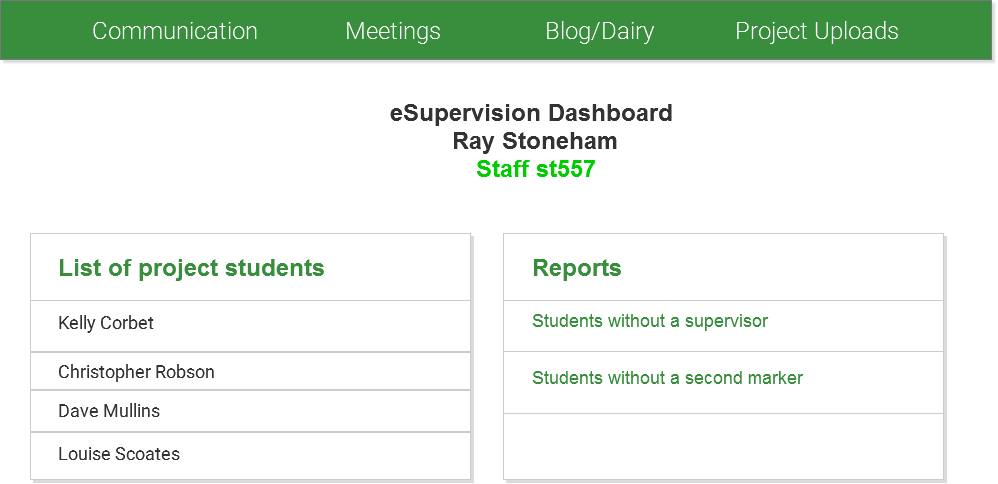 Communication Meetings Blog/Dairy Project Uploads
eSupervision Dashboard
Ray Stoneham
Staff st557
List of project students
Kelly Corbet
Christopher Robson
Dave Mullins
Louise Scoates
Reports
Students without a supervisor
Students without a second marker